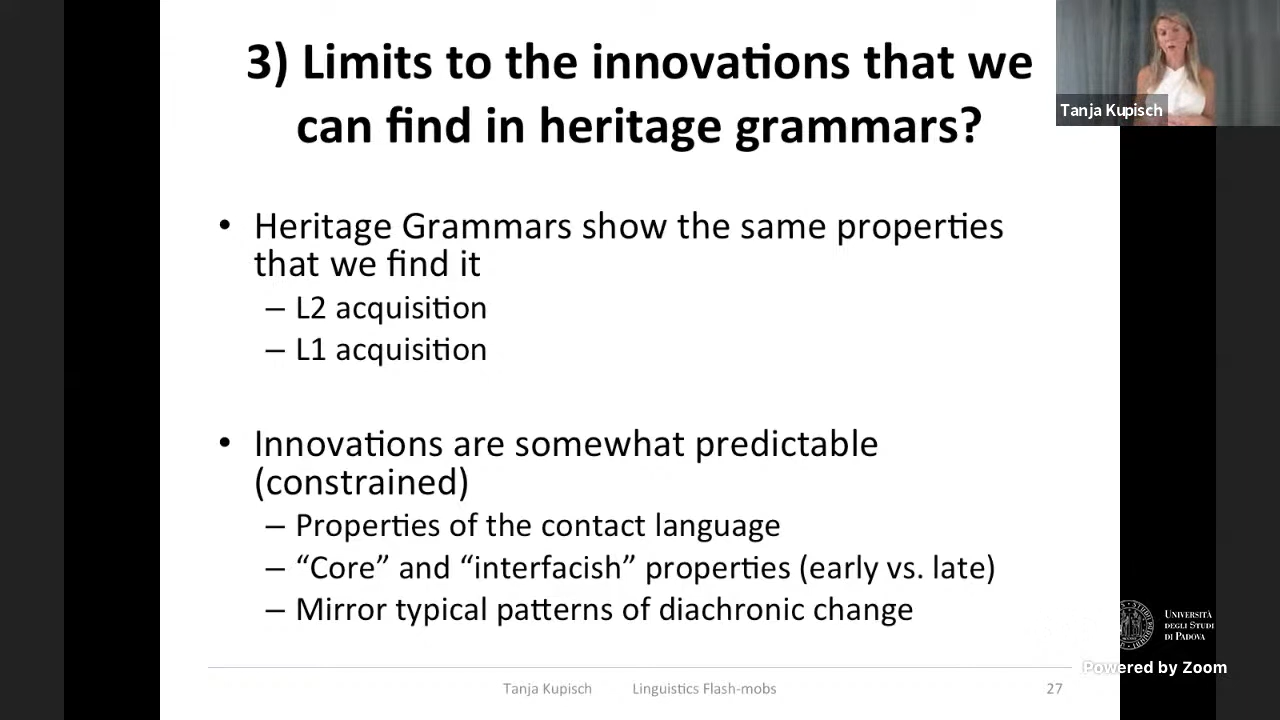 3) Limits to the innovations that we
can find in heritage grammars?
Tanja Kupisch
• Heritage Grammars show the same properties
that we find it
– L2 acquisition
– L1 acquisition
• Innovations are somewhat predictable
(constrained)
– Properties of the contact language
– “Core” and “interfacish” properties (early vs. late)
– Mirror typical patterns of diachronic change
Università
degli Studi
di Padova
Powered by Zoom
Tanja Kupisch Linguistics Flash-mobs 27